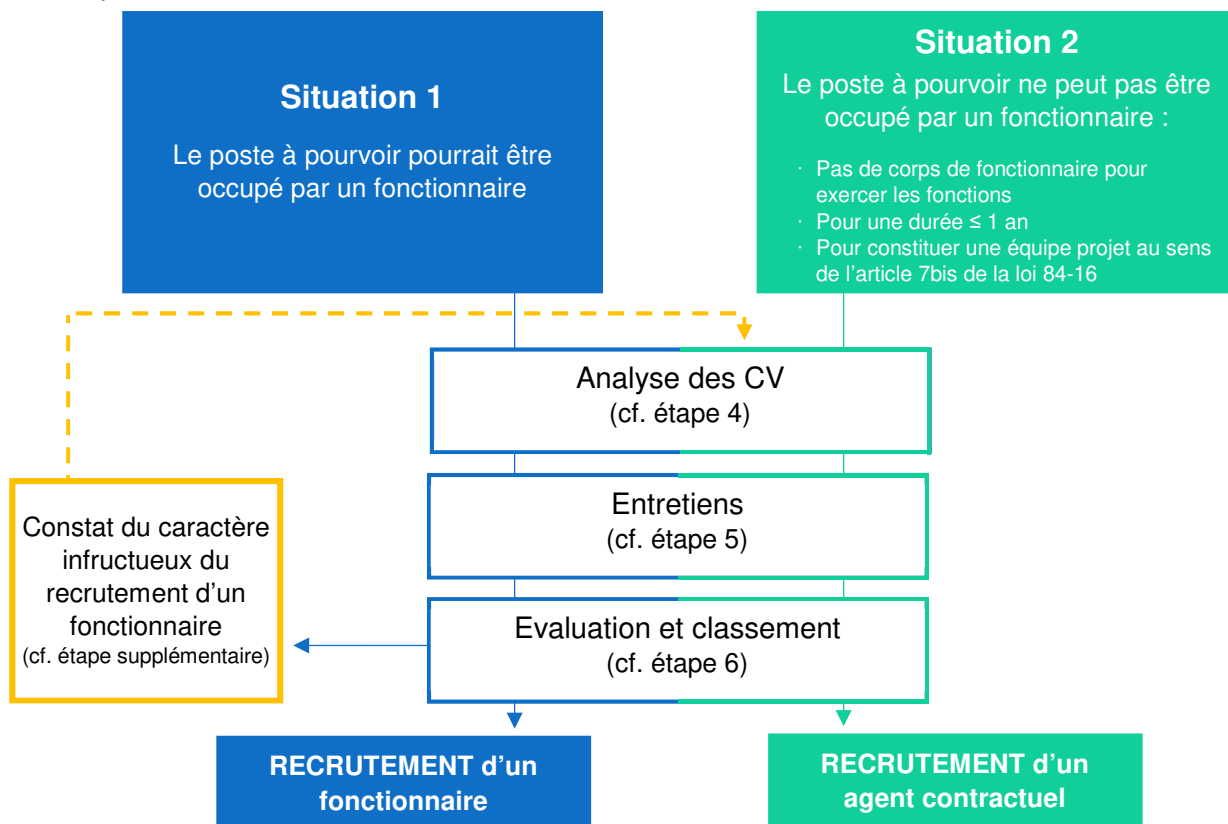 Situation 1
Le poste à pourvoir pourrait être
occupé par un fonctionnaire
Situation 2
Le poste à pourvoir ne peut pas être
occupé par un fonctionnaire :
· Pas de corps de fonctionnaire pour
exercer les fonctions
· Pour une durée ≤ 1 an
· Pour constituer une équipe projet au sens
de l'article 7bis de la loi 84-16
Analyse des CV
(cf. étape 4)
Entretiens
(cf. étape 5)
Evaluation et classement
(cf. étape 6)
Constat du caractère
infructueux du
recrutement d'un
fonctionnaire
(cf. étape supplémentaire)
RECRUTEMENT d'un
fonctionnaire
RECRUTEMENT d'un
agent contractuel